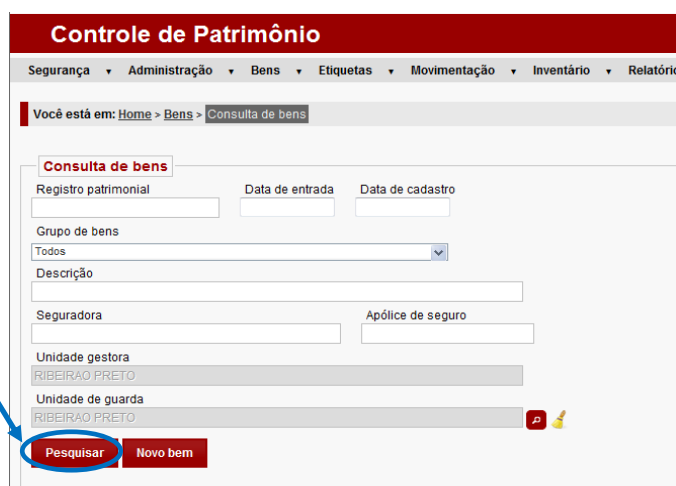 Controle de Patrimônio
Segurança ▾ Administração ▾ Bens ▾ Etiquetas ▾ Movimentação ▾ Inventário ▾ Relatório
Você está em: Home > Bens > Consulta de bens
Consulta de bens
Registro patrimonial Data de entrada Data de cadastro
Grupo de bens
Todos
Descrição
Seguradora Apólice de seguro
Unidade gestora
RIBEIRAO PRETO
Unidade de guarda
RIBEIRAO PRETO
Pesquisar Novo bem